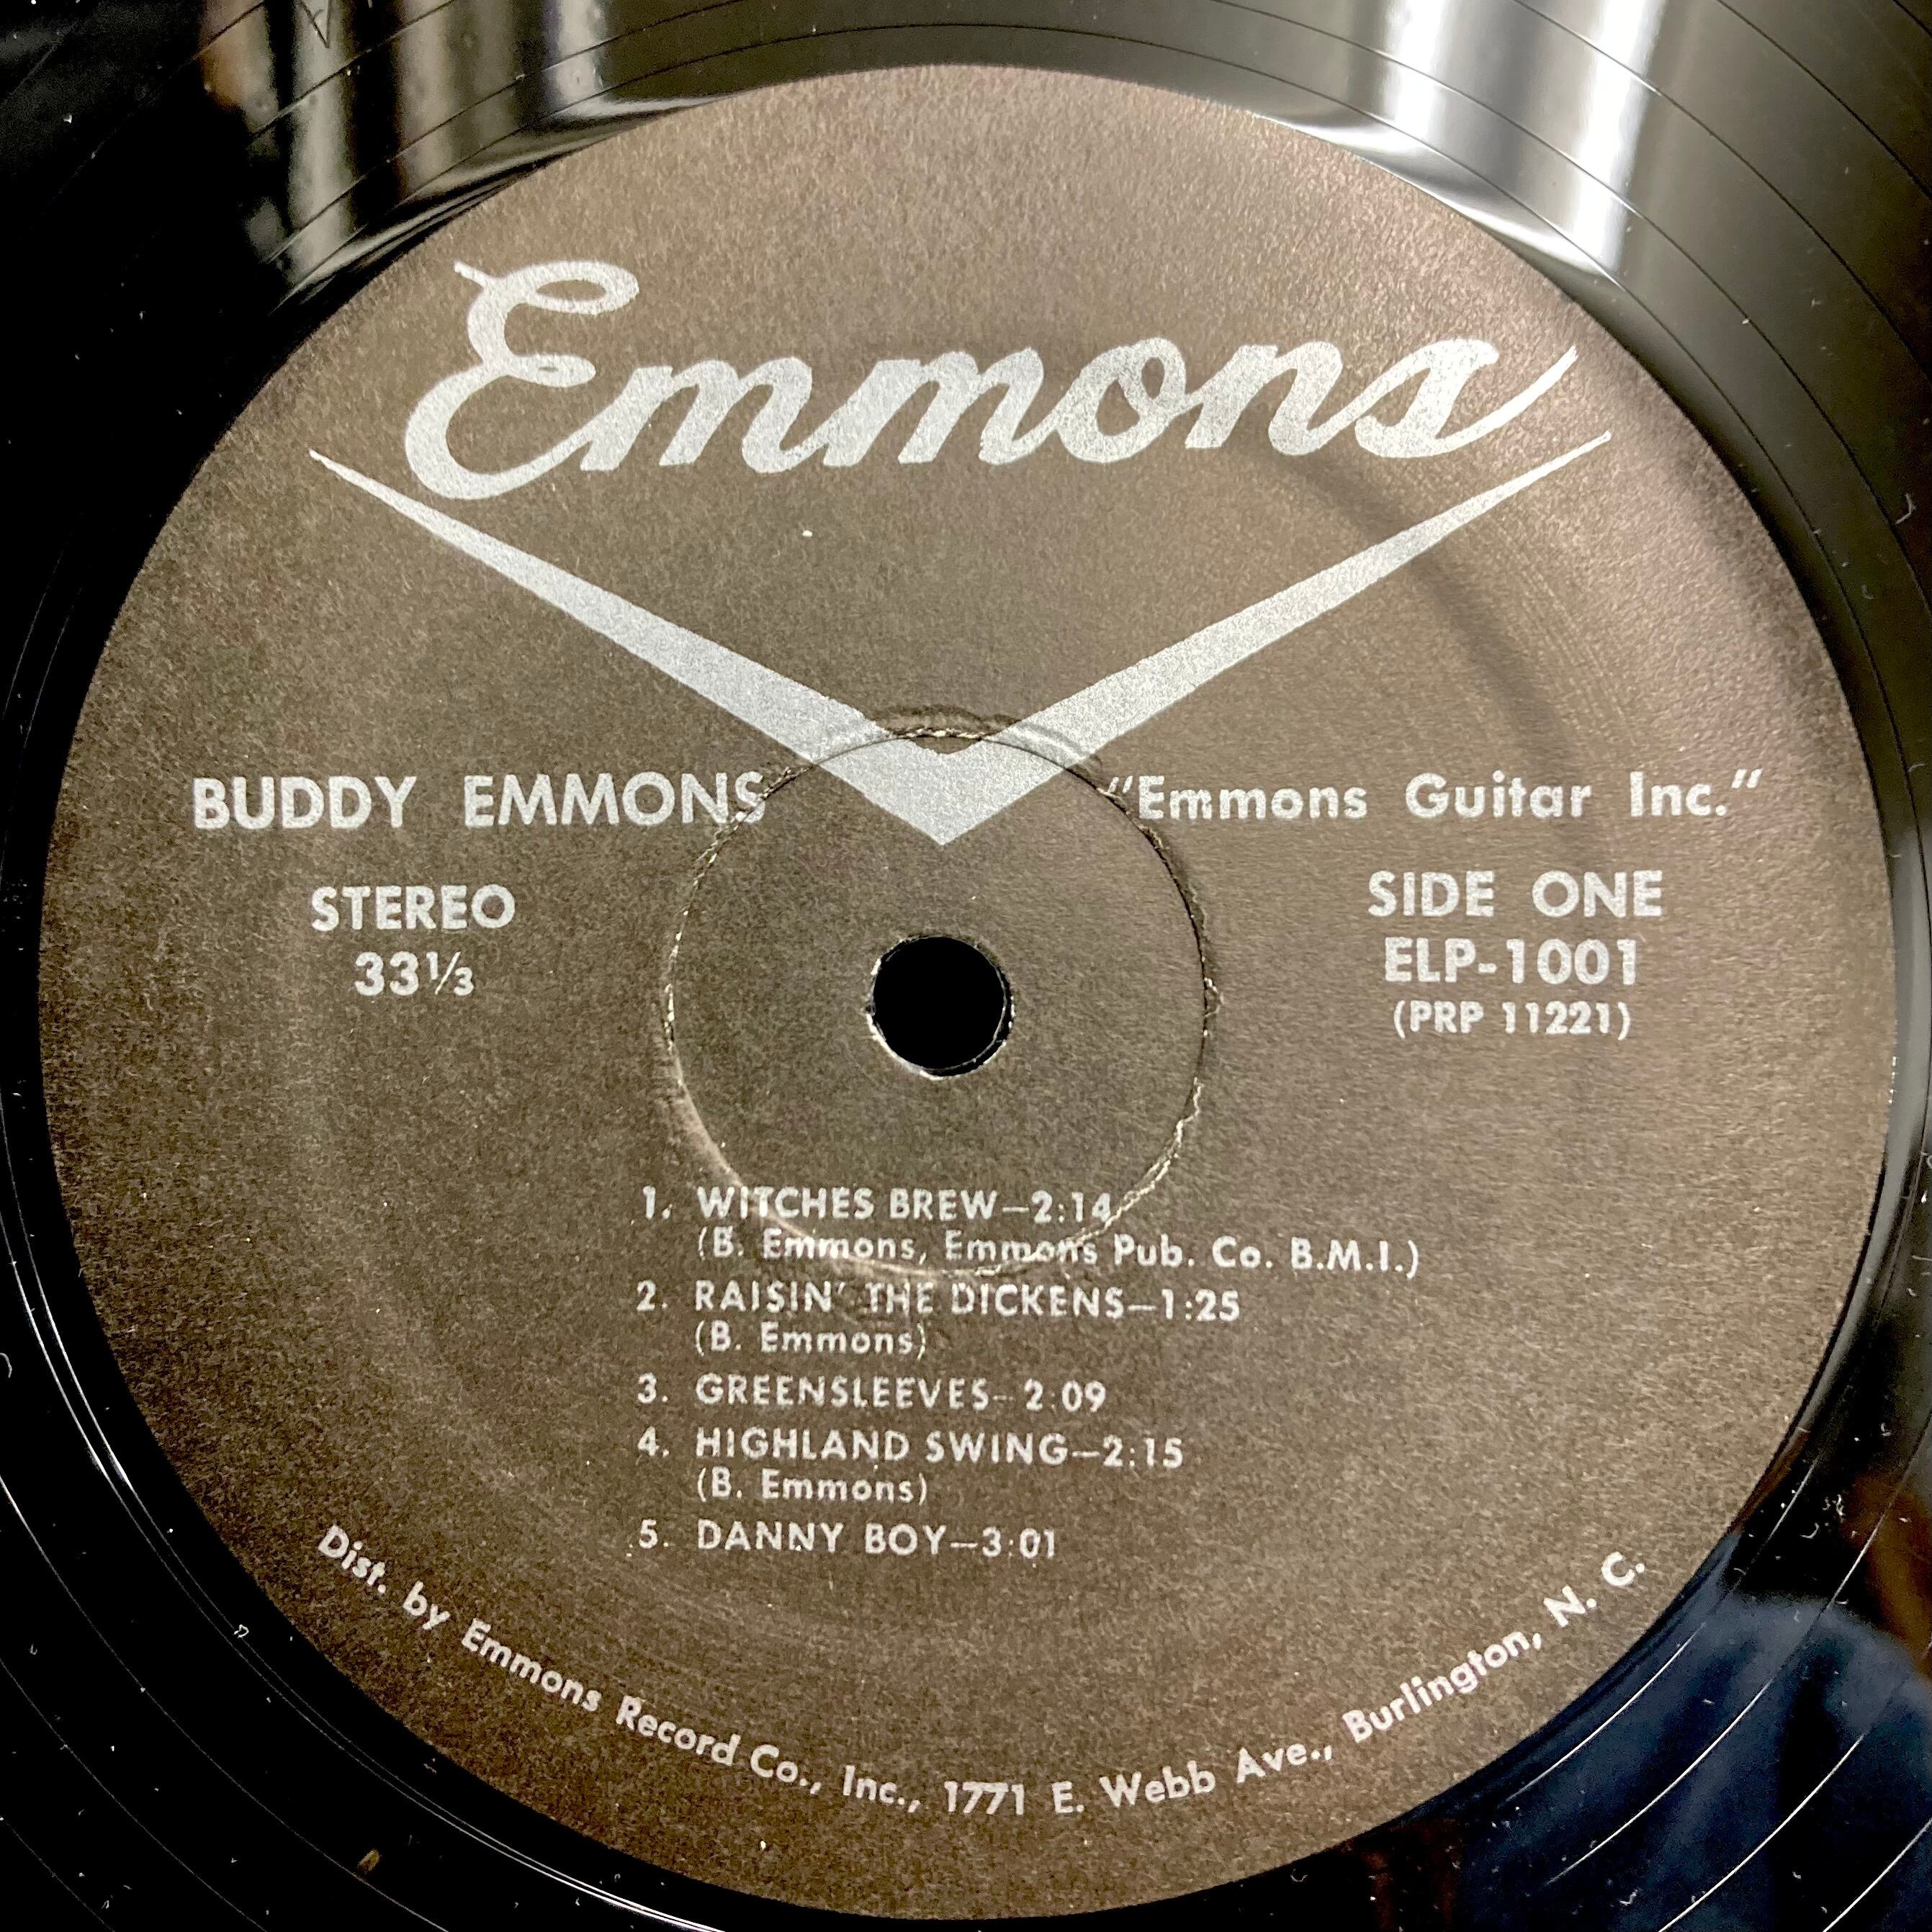 Emmons
BUDDY EMMONS
"Emmons Guitar Inc."
STEREO
33⅓
SIDE ONE
ELP-1001
(PRP 11221)
1. WITCHES BREW—2:14
(B. Emmons, Emmons Pub. Co. B.M.I.)
2. RAISIN' THE DICKENS—1:25
(B. Emmons)
3. GREENSLEEVES—2:09
4. HIGHLAND SWING—2:15
(B. Emmons)
5. DANNY BOY—3:01
Dist. by Emmons Record Co., Inc., 1771 E. Webb Ave., Burlington, N. C.